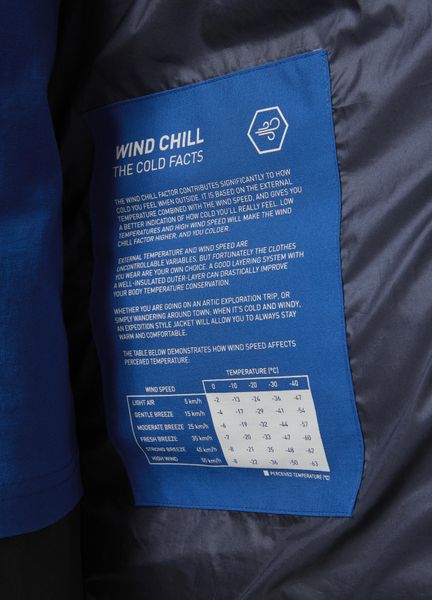 WIND CHILL
THE COLD FACTS
THE WIND CHILL FACTOR CONTRIBUTES SIGNIFICANTLY TO HOW
COLD YOU FEEL WHEN OUTSIDE. IT IS BASED ON THE EXTERNAL
TEMPERATURE COMBINED WITH THE WIND SPEED, AND GIVES YOU
A BETTER INDICATION OF HOW COLD YOU'LL REALLY FEEL. LOW
TEMPERATURES AND HIGH WIND SPEED WILL MAKE THE WIND
CHILL FACTOR HIGHER, AND YOU COLDER.
EXTERNAL TEMPERATURE AND WIND SPEED ARE
UNCONTROLLABLE VARIABLES, BUT FORTUNATELY THE CLOTHES
YOU WEAR ARE YOUR OWN CHOICE. A GOOD LAYERING SYSTEM WITH
A WELL-INSULATED OUTER-LAYER CAN DRASTICALLY IMPROVE
YOUR BODY TEMPERATURE CONSERVATION.
WHETHER YOU ARE GOING ON AN ARTIC EXPLORATION TRIP, OR
SIMPLY WANDERING AROUND TOWN; WHEN IT'S COLD AND WINDY,
AN EXPEDITION STYLE JACKET WILL ALLOW YOU TO ALWAYS STAY
WARM AND COMFORTABLE.
THE TABLE BELOW DEMONSTRATES HOW WIND SPEED AFFECTS
PERCEIVED TEMPERATURE:
TEMPERATURE (°C)
WIND SPEED 0 -10 -20 -30 -40
LIGHT AIR 5 km/h -2 -13 -24 -36 -47
GENTLE BREEZE 15 km/h -4 -17 -29 -41 -54
MODERATE BREEZE 25 km/h -6 -19 -32 -44 -57
FRESH BREEZE 35 km/h -7 -20 -33 -47 -60
STRONG BREEZE 45 km/h -8 -21 -35 -48 -62
HIGH WIND 55 km/h -8 -22 -36 -50 -63
PERCEIVED TEMPERATURE (°C)